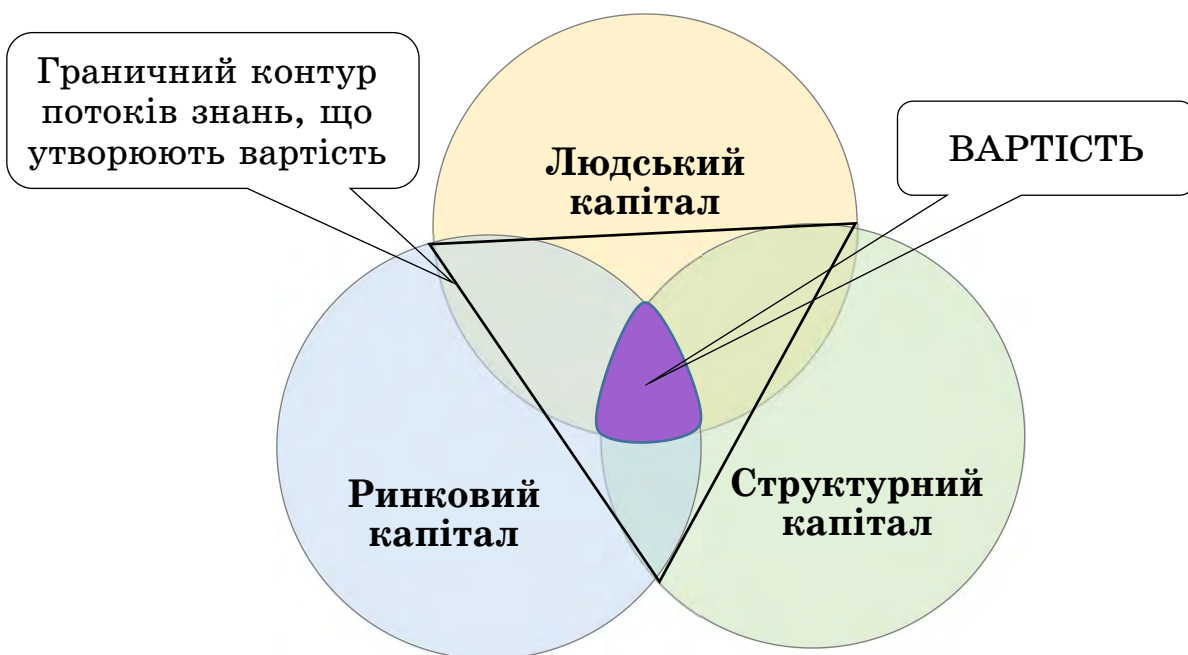 Граничний контур
потоків знань, що
утворюють вартість
ВАРТІСТЬ
Людський
капітал
Ринковий
капітал
Структурний
капітал